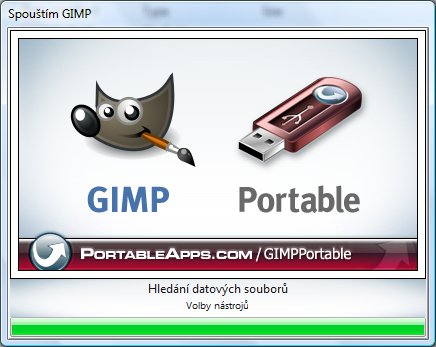 Spouštím GIMP
GIMP Portable
PORTABLEAPPS.COM / GIMPPortable
Hledání datových souborů
Volby nástrojů